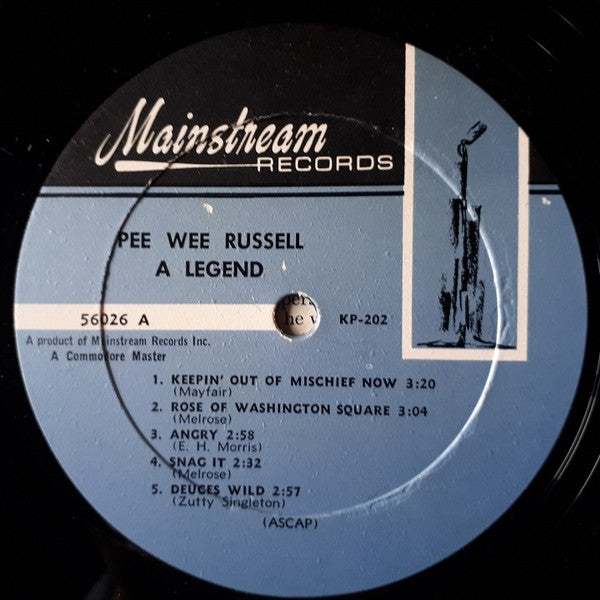 Mainstream
RECORDS
PEE WEE RUSSELL
A LEGEND
56026 A
he
KP-202
A product of Mainstream Records Inc.
A Commodore Master
1. KEEPIN' OUT OF MISCHIEF NOW 3:20
(Mayfair)
2. ROSE OF WASHINGTON SQUARE 3:04
(Melrose)
3. ANGRY 2:58
(E. H. Morris)
4. SNAG IT 2:32
(Melrose)
5. DEUCES WILD 2:57
(Zutty Singleton)
(ASCAP)